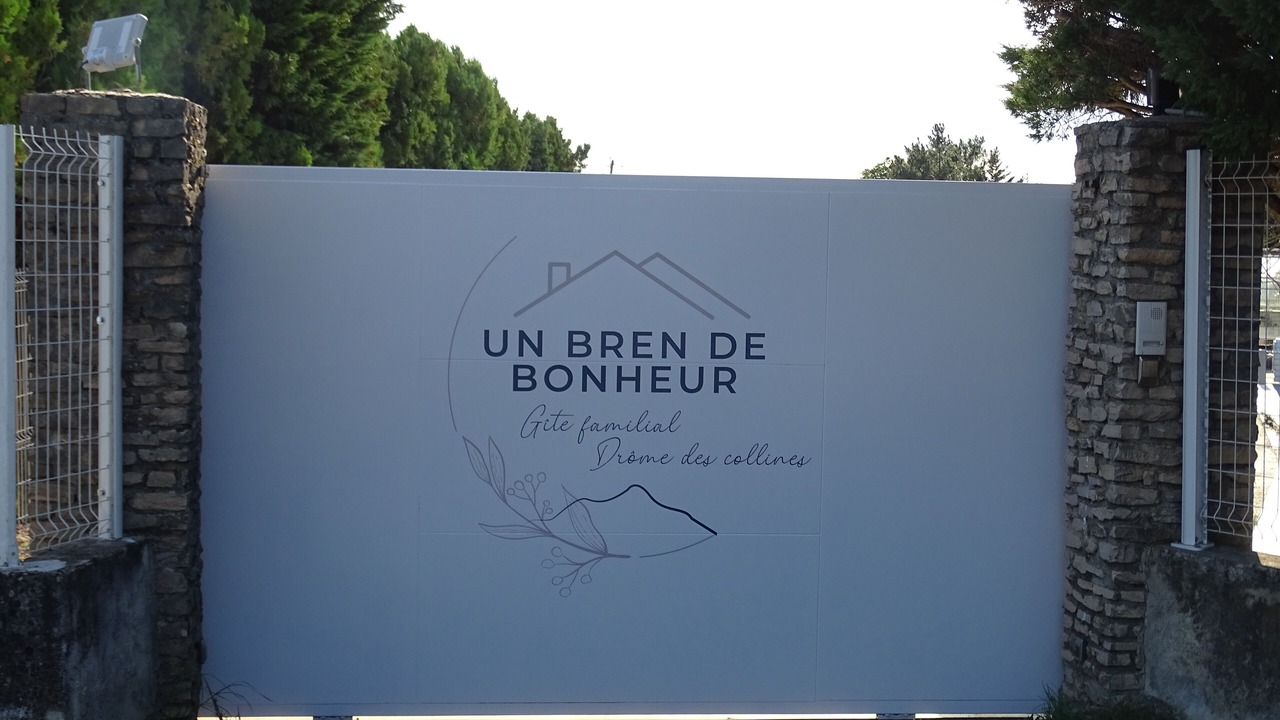 UN BREN DE
BONHEUR
Gîte familial
Drôme des collines